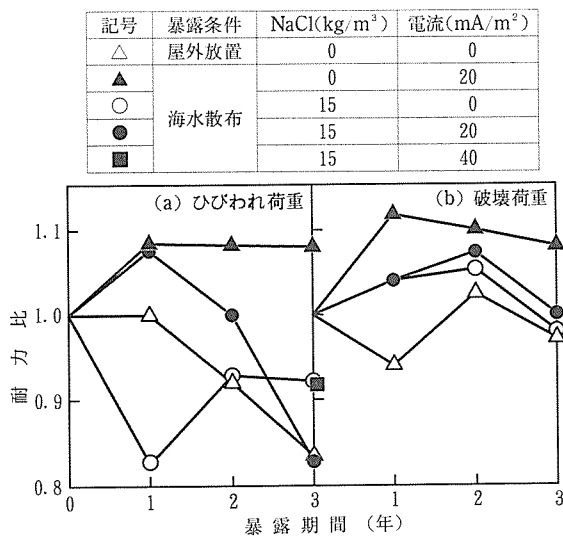 記号 暴露条件 NaCl(kg/m³) 電流(mA/m²)
△ 屋外放置 0 0
▲ 海水散布 0 20
○ 15 0
● 15 20
■ 15 40
(a) ひびわれ荷重 (b) 破壊荷重
耐力比
1.1
1.0
0.9
0.8
0 1 2 3 1 2 3
暴露期間 (年)